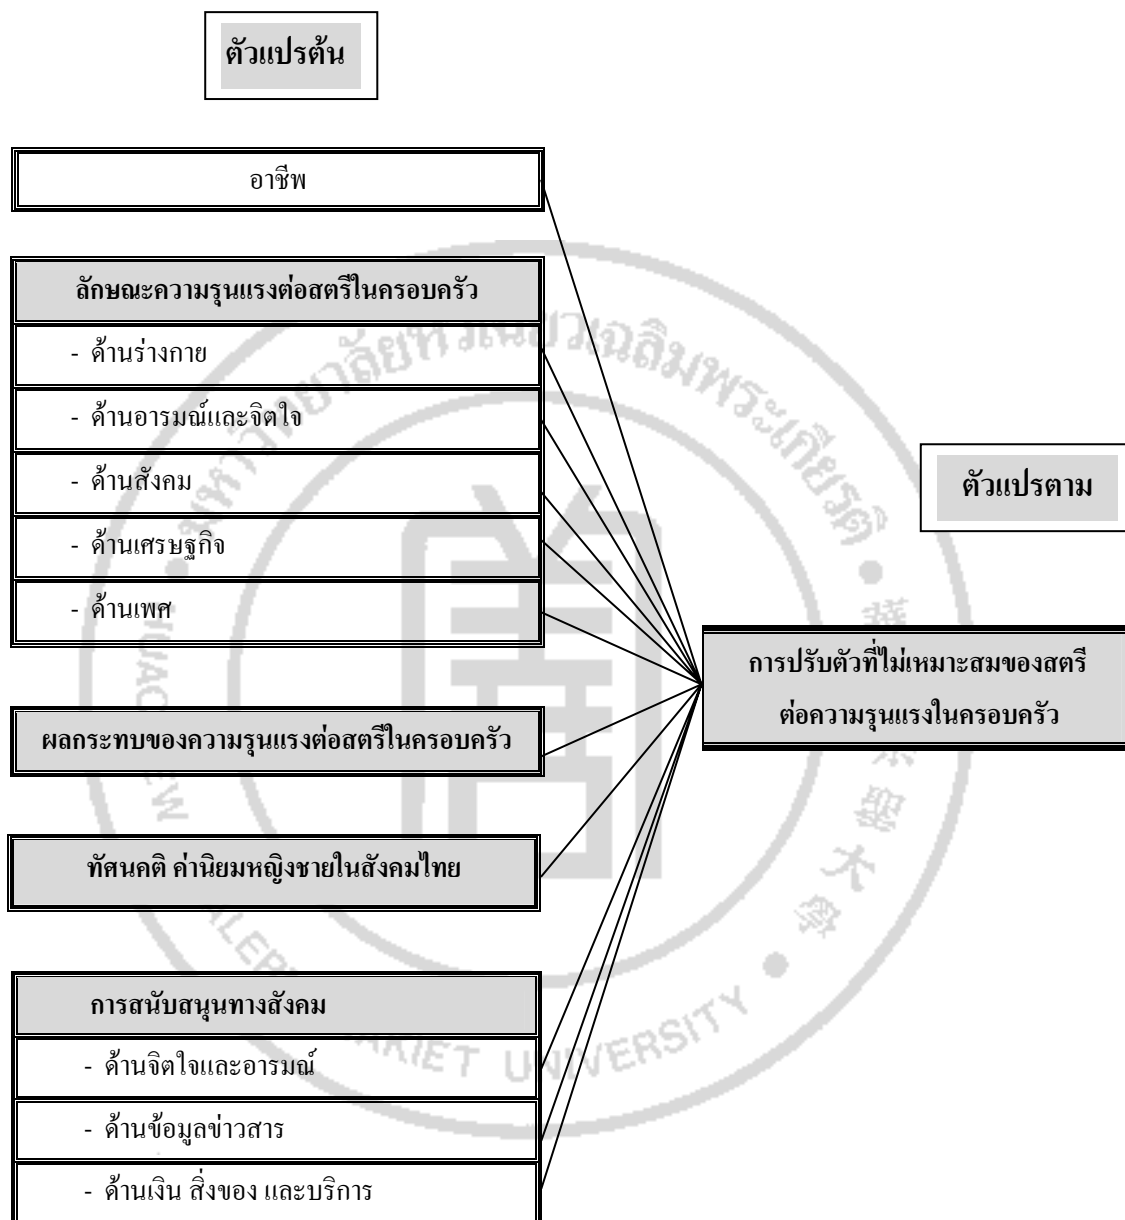 ตัวแปรต้น
อาชีพ
ลักษณะความรุนแรงต่อสตรีในครอบครัว
- ด้านร่างกาย
- ด้านอารมณ์และจิตใจ
- ด้านสังคม
- ด้านเศรษฐกิจ
- ด้านเพศ
ผลกระทบของความรุนแรงต่อสตรีในครอบครัว
ทัศนคติ ค่านิยมหญิงชายในสังคมไทย
การสนับสนุนทางสังคม
- ด้านจิตใจและอารมณ์
- ด้านข้อมูลข่าวสาร
- ด้านเงิน สิ่งของ และบริการ
ตัวแปรตาม
การปรับตัวที่ไม่เหมาะสมของสตรี
ต่อความรุนแรงในครอบครัว
UNIVERSITY